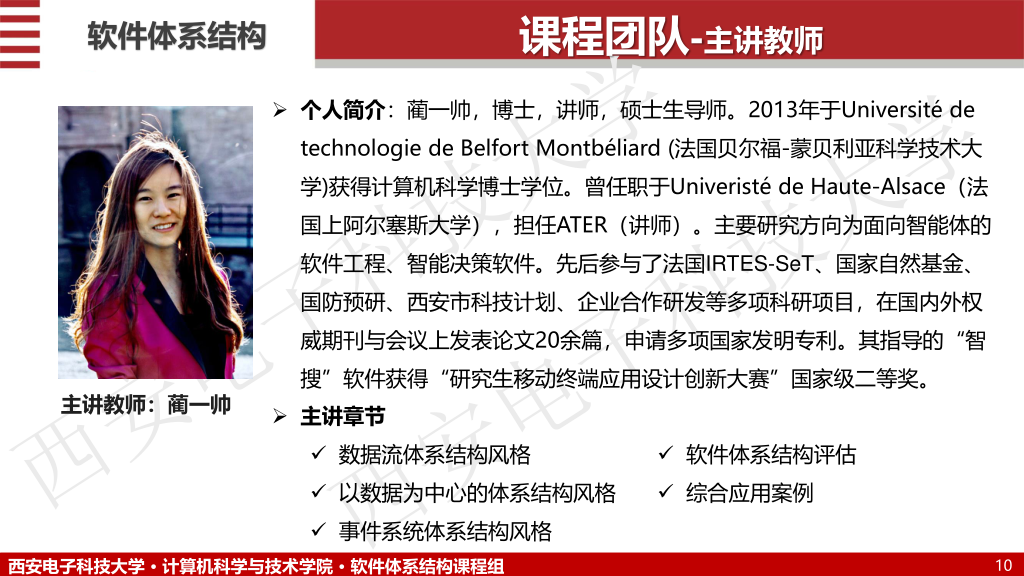 软件体系结构
课程团队-主讲教师
➢ 个人简介：蔺一帅，博士，讲师，硕士生导师。2013年于Université de
technologie de Belfort Montbéliard (法国贝尔福-蒙贝利亚科学技术大
学)获得计算机科学博士学位。曾任职于Univeristé de Haute-Alsace（法
国上阿尔塞斯大学），担任ATER（讲师）。主要研究方向为面向智能体的
软件工程、智能决策软件。先后参与了法国IRTES-SeT、国家自然基金、
国防预研、西安市科技计划、企业合作研发等多项科研项目，在国内外权
威期刊与会议上发表论文20余篇，申请多项国家发明专利。其指导的“智
搜”软件获得“研究生移动终端应用设计创新大赛”国家级二等奖。
主讲教师：蔺一帅
➢ 主讲章节
✓ 数据流体系结构风格
✓ 以数据为中心的体系结构风格
✓ 事件系统体系结构风格
✓ 软件体系结构评估
✓ 综合应用案例
西安电子科技大学
西安电子科技大学
西安电子科技大学 • 计算机科学与技术学院 • 软件体系结构课程组
10